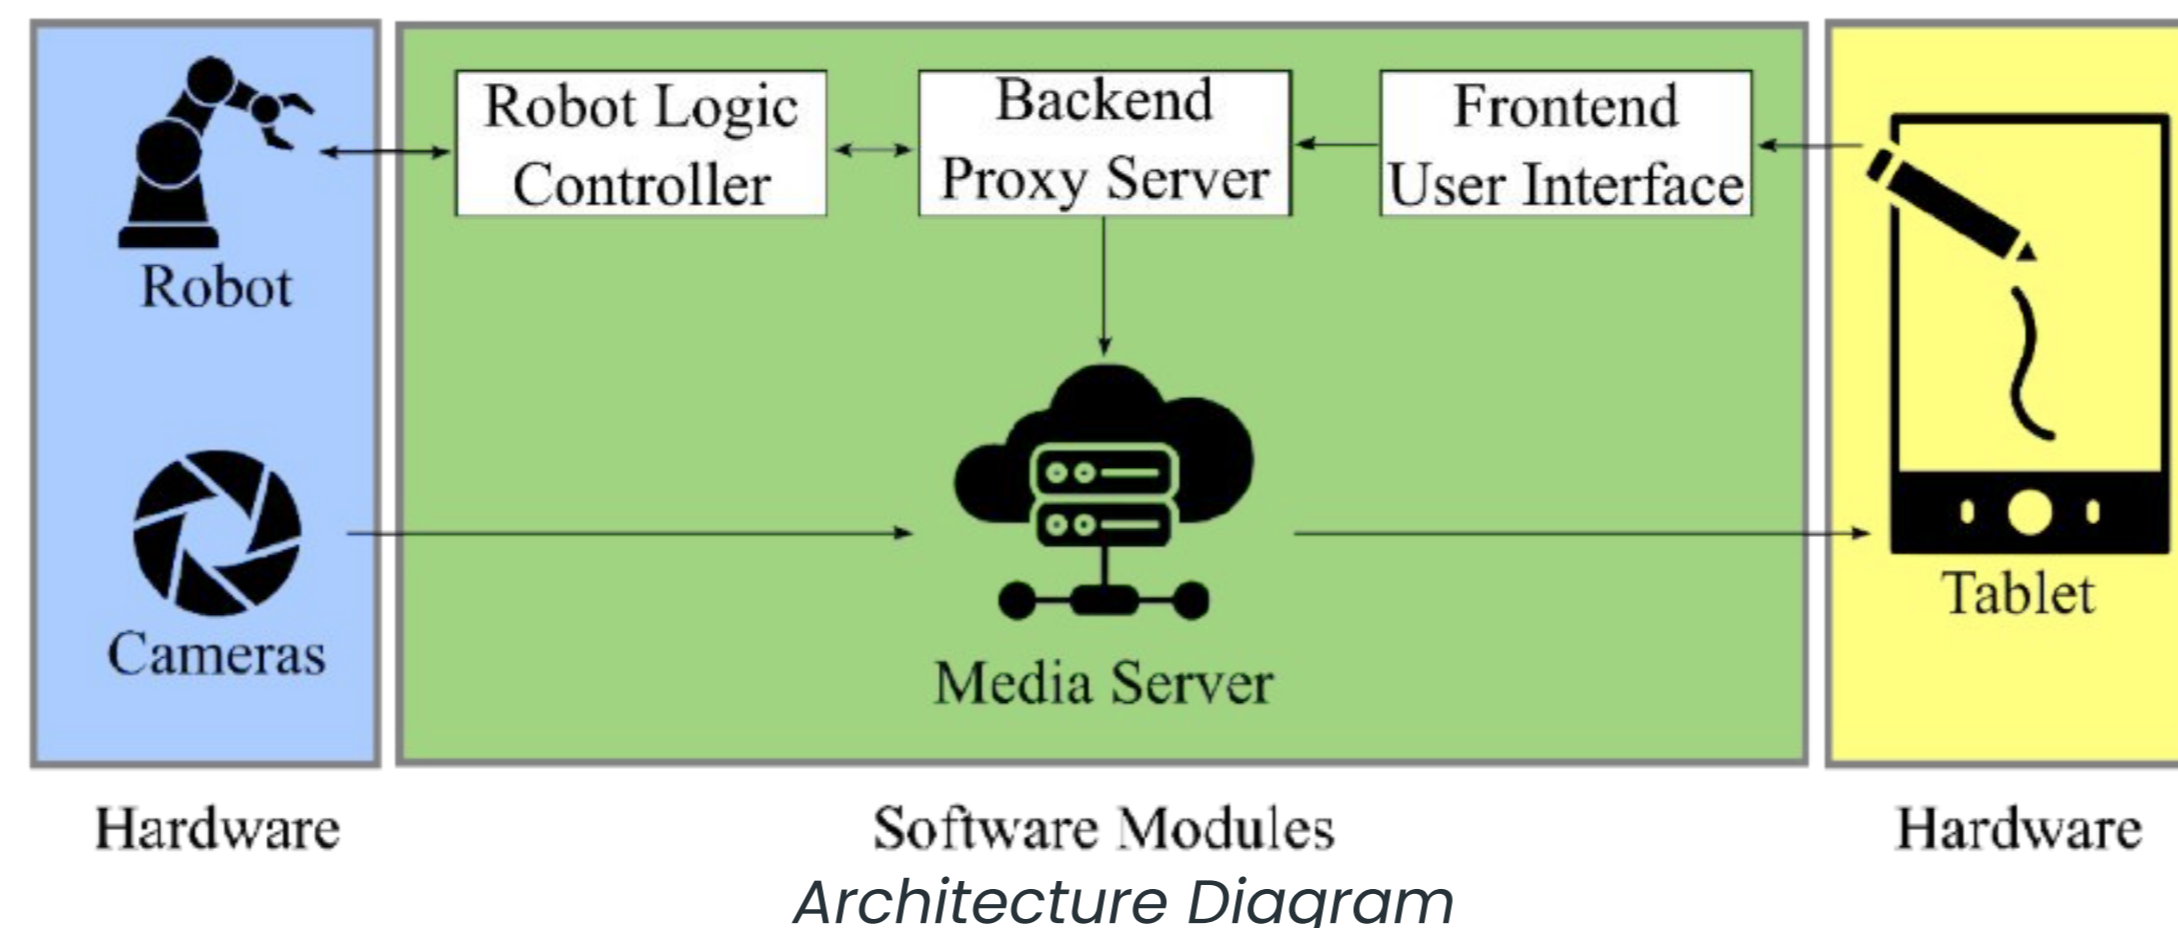 Robot Logic
Controller
Backend
Proxy Server
Frontend
User Interface
Robot
Cameras
Media Server
Tablet
Hardware
Software Modules
Hardware
Architecture Diagram